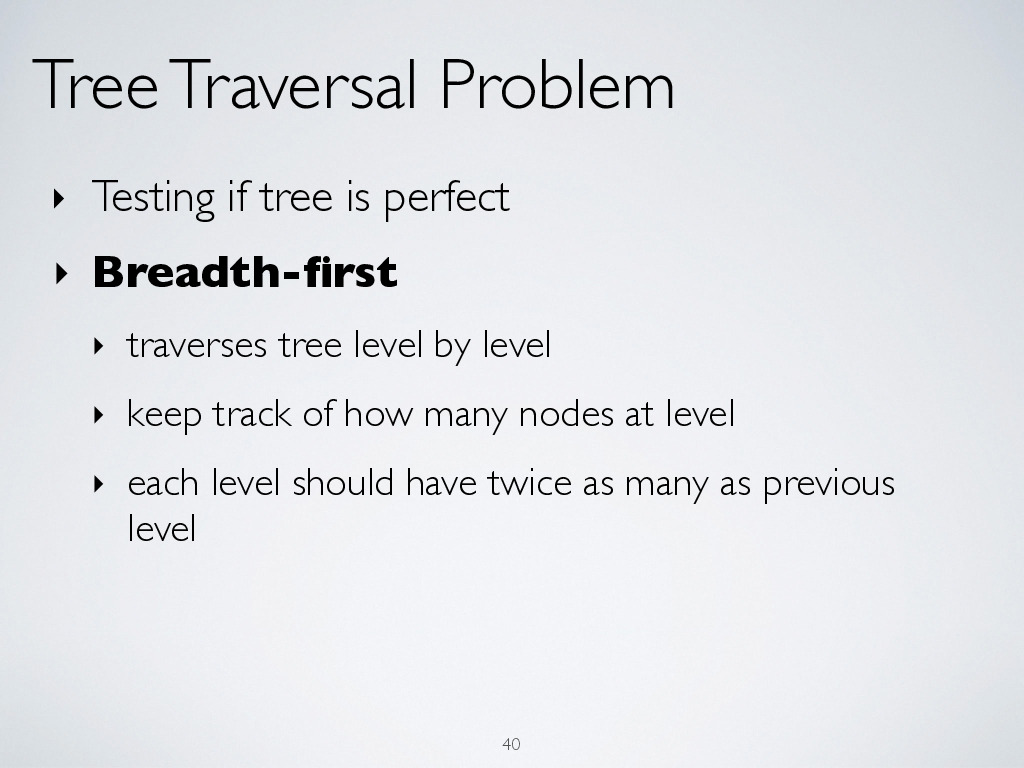 Tree Traversal Problem
‣ Testing if tree is perfect
‣ Breadth-first
‣ traverses tree level by level
‣ keep track of how many nodes at level
‣ each level should have twice as many as previous
level
40